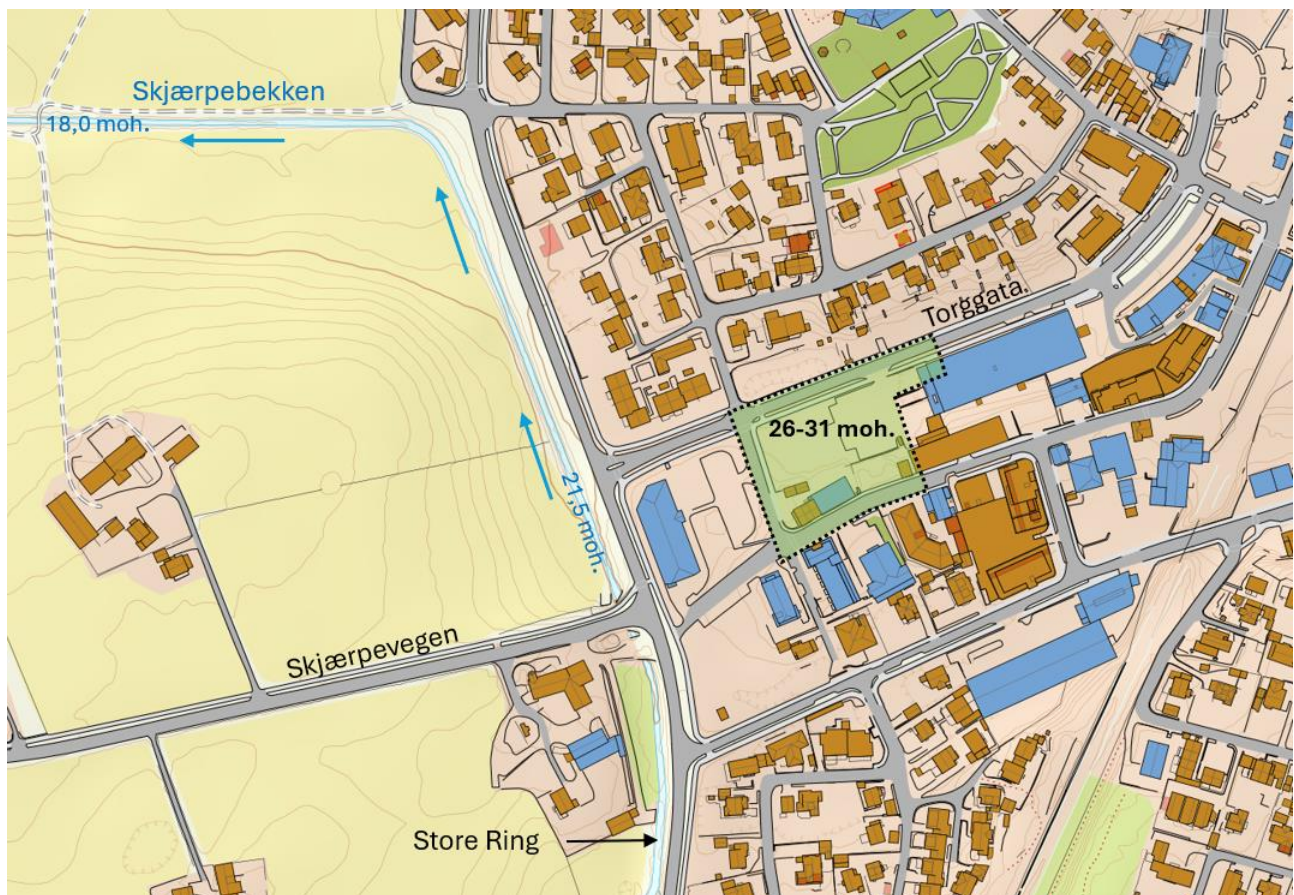 Skjærpebekken
18,0 moh.
Torggata
26-31 moh.
21,5 moh.
Skjærpevegen
Store Ring